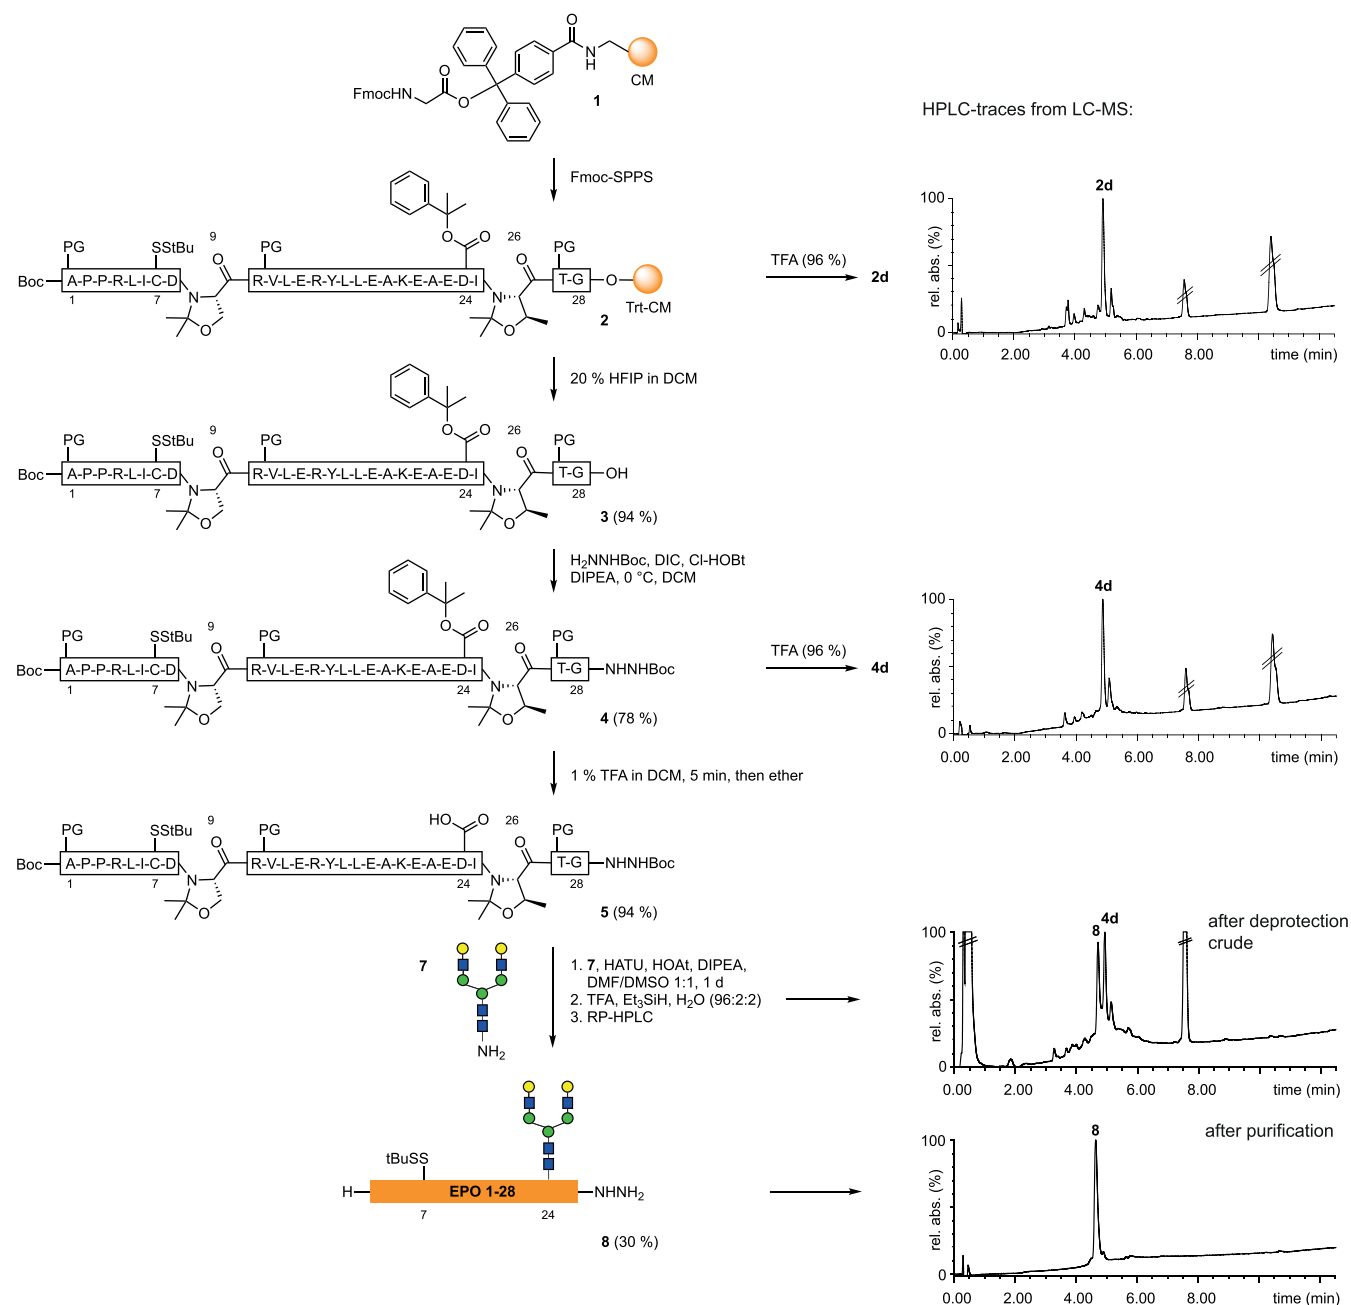 O
N
H
CM
O
FmocHN
O
1
HPLC-traces from LC-MS:
Fmoc-SPPS
PG
SStBu
9
O
PG
O
O
26
O
PG
Boc
A-P-P-R-L-I-C-D
R-V-L-E-R-Y-L-L-E-A-K-E-A-E-D-I
T-G
O
1
7
N
O
24
N
O
28
2
Trt-CM
TFA (96 %)
2d
2d
100
0
rel. abs. (%)
0.00 2.00 4.00 6.00 8.00 time (min)
20 % HFIP in DCM
PG
SStBu
9
O
PG
O
O
26
O
PG
Boc
A-P-P-R-L-I-C-D
R-V-L-E-R-Y-L-L-E-A-K-E-A-E-D-I
T-G
OH
1
7
N
O
24
N
O
28
3 (94 %)
H2NNHBoc, DIC, Cl-HOBt
DIPEA, 0 °C, DCM
PG
SStBu
9
O
PG
O
O
26
O
PG
Boc
A-P-P-R-L-I-C-D
R-V-L-E-R-Y-L-L-E-A-K-E-A-E-D-I
T-G
NHNHBoc
1
7
N
O
24
N
O
28
4 (78 %)
TFA (96 %)
4d
4d
100
0
rel. abs. (%)
0.00 2.00 4.00 6.00 8.00 time (min)
1 % TFA in DCM, 5 min, then ether
PG
SStBu
9
O
PG
HO
O
26
O
PG
Boc
A-P-P-R-L-I-C-D
R-V-L-E-R-Y-L-L-E-A-K-E-A-E-D-I
T-G
NHNHBoc
1
7
N
O
24
N
O
28
5 (94 %)
7
NH2
1. 7, HATU, HOAt, DIPEA,
DMF/DMSO 1:1, 1 d
2. TFA, Et3SiH, H2O (96:2:2)
3. RP-HPLC
8
4d
after deprotection
crude
100
0
rel. abs. (%)
0.00 2.00 4.00 6.00 8.00 time (min)
tBuSS
H
EPO 1-28
NHNH2
7
24
8 (30 %)
8
after purification
100
0
rel. abs. (%)
0.00 2.00 4.00 6.00 8.00 time (min)